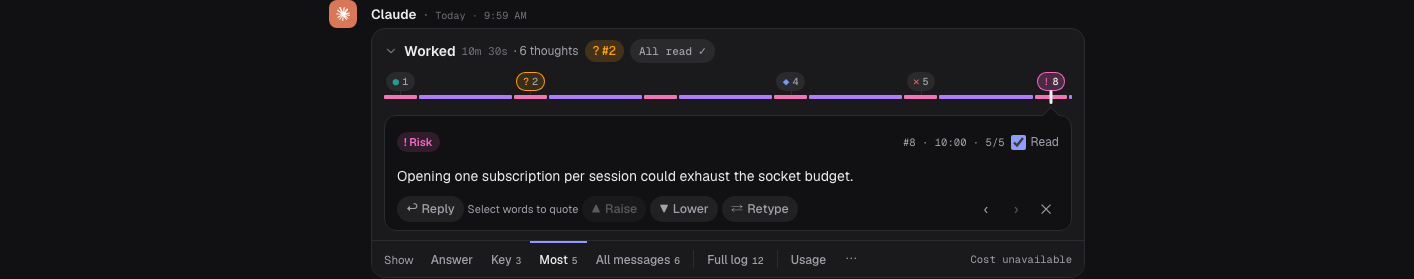 Claude · Today · 9:59 AM
Worked 10m 30s · 6 thoughts ? #2 All read ✓
● 1 ? 2 ◆ 4 × 5 ! 8
! Risk #8 · 10:00 · 5/5 Read
Opening one subscription per session could exhaust the socket budget.
↩ Reply Select words to quote ▲ Raise ▼ Lower ⇄ Retype ‹ › ×
Show Answer Key 3 Most 5 All messages 6 Full log 12 Usage ··· Cost unavailable